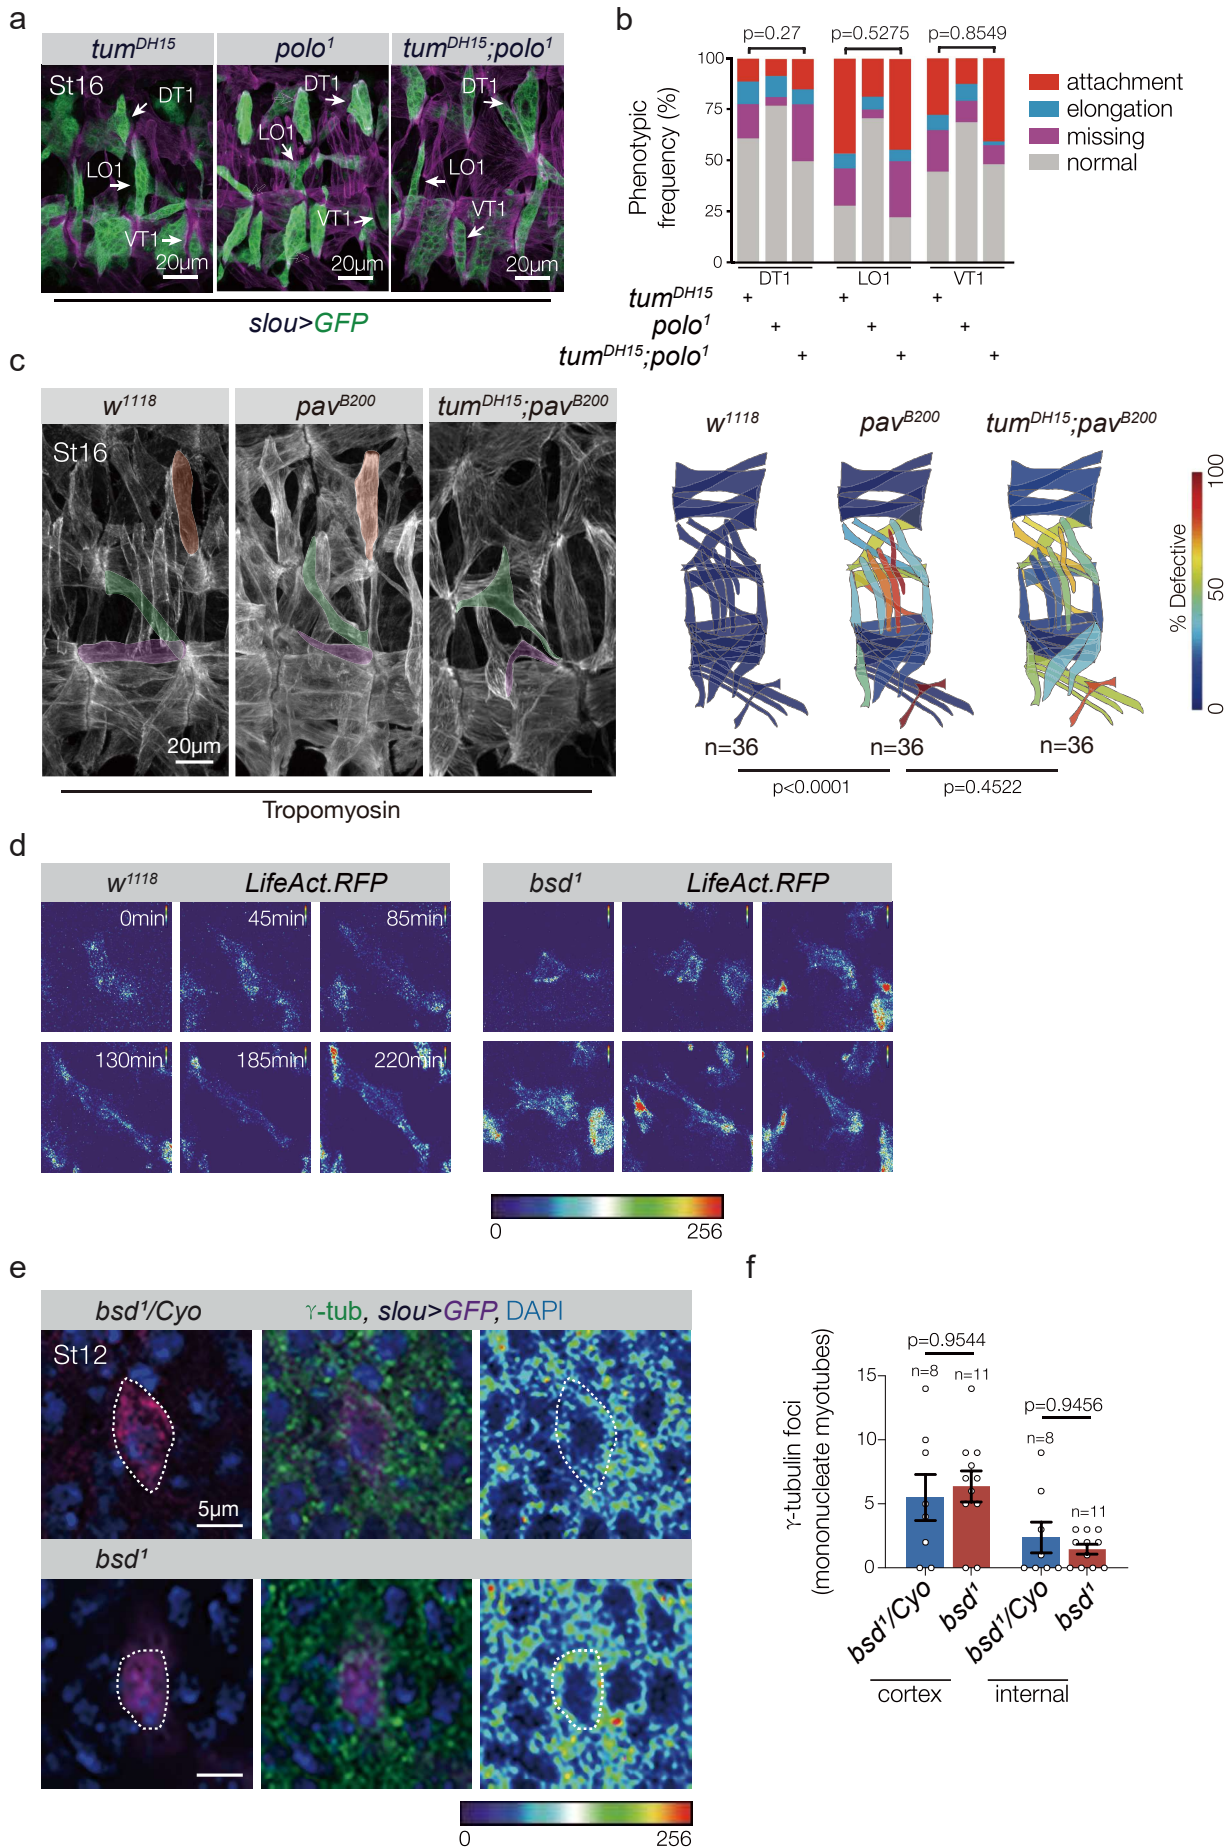 a
tumDH15 polo1 tumDH15;polo1
St16
DT1
LO1
VT1
20µm
DT1
LO1
VT1
20µm
DT1
LO1
VT1
20µm
slou>GFP
b
p=0.27 p=0.5275 p=0.8549
Phenotypic
frequency (%)
100
75
50
25
0
attachment
elongation
missing
normal
DT1 LO1 VT1
tumDH15 + + +
polo1 + + +
tumDH15;polo1 + + +
c
w1118 pavB200 tumDH15;pavB200
St16
20µm
Tropomyosin
w1118 pavB200 tumDH15;pavB200
n=36 n=36 n=36
p<0.0001 p=0.4522
% Defective
100
50
0
d
w1118 LifeAct.RFP
0min 45min 85min
130min 185min 220min
bsd1 LifeAct.RFP
0 256
e
bsd1/Cyo γ-tub, slou>GFP, DAPI
St12
5µm
bsd1
0 256
f
γ-tubulin foci
(mononucleate myotubes)
15
10
5
0
p=0.9544
n=8 n=11
p=0.9456
n=8
n=11
bsd1/Cyo bsd1 bsd1/Cyo bsd1
cortex internal